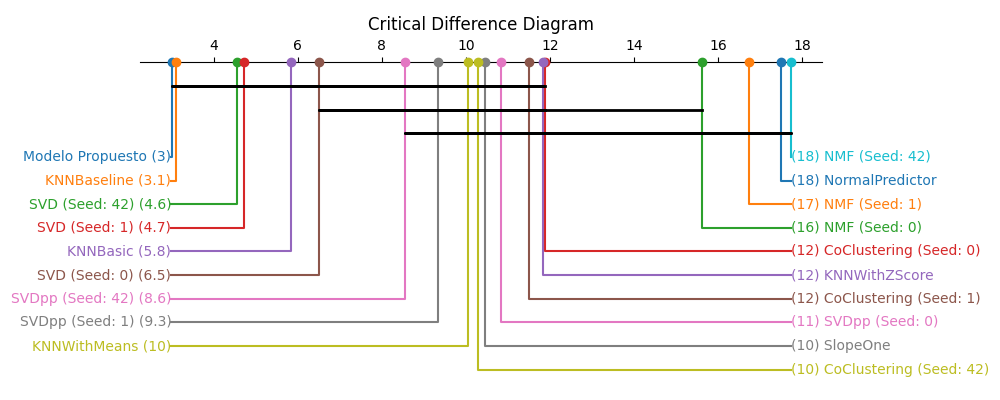 Critical Difference Diagram
4 6 8 10 12 14 16 18
Modelo Propuesto (3)
KNNBaseline (3.1)
SVD (Seed: 42) (4.6)
SVD (Seed: 1) (4.7)
KNNBasic (5.8)
SVD (Seed: 0) (6.5)
SVDpp (Seed: 42) (8.6)
SVDpp (Seed: 1) (9.3)
KNNWithMeans (10)
(18) NMF (Seed: 42)
(18) NormalPredictor
(17) NMF (Seed: 1)
(16) NMF (Seed: 0)
(12) CoClustering (Seed: 0)
(12) KNNWithZScore
(12) CoClustering (Seed: 1)
(11) SVDpp (Seed: 0)
(10) SlopeOne
(10) CoClustering (Seed: 42)